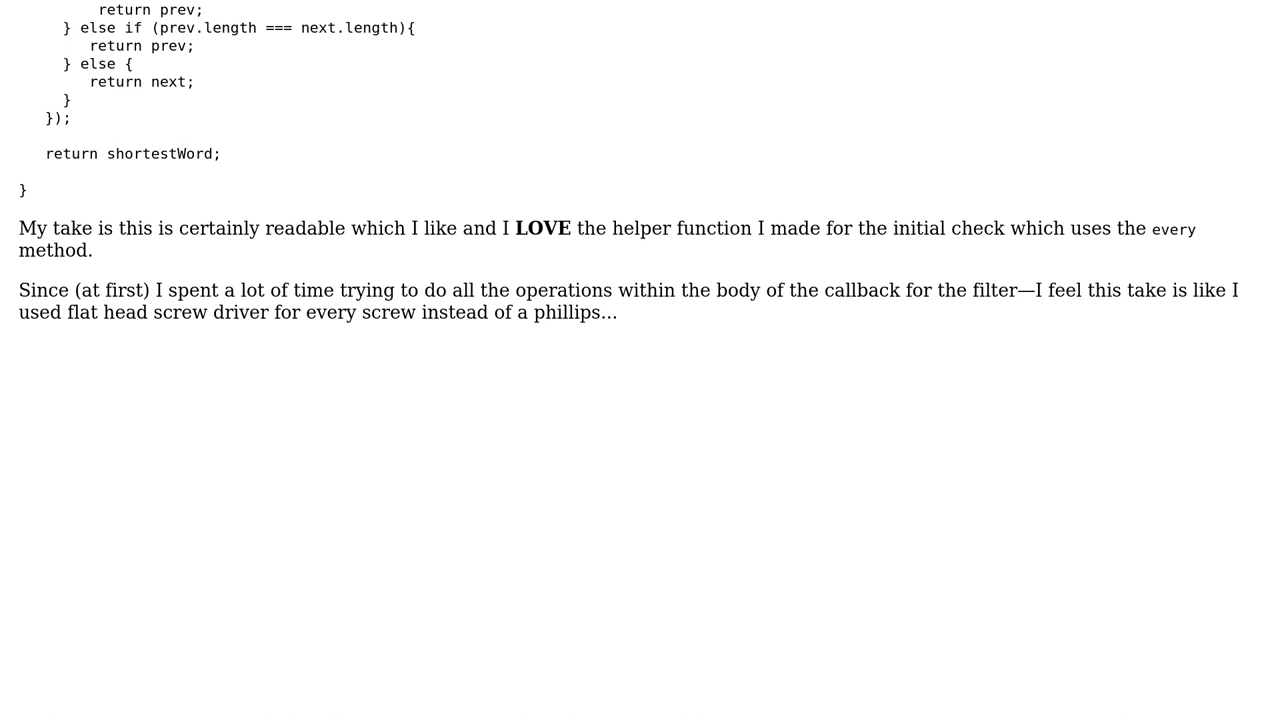 return prev;
} else if (prev.length === next.length){
return prev;
} else {
return next;
}
});
return shortestWord;
}
My take is this is certainly readable which I like and I LOVE the helper function I made for the initial check which uses the every
method.
Since (at first) I spent a lot of time trying to do all the operations within the body of the callback for the filter—I feel this take is like I
used flat head screw driver for every screw instead of a phillips...